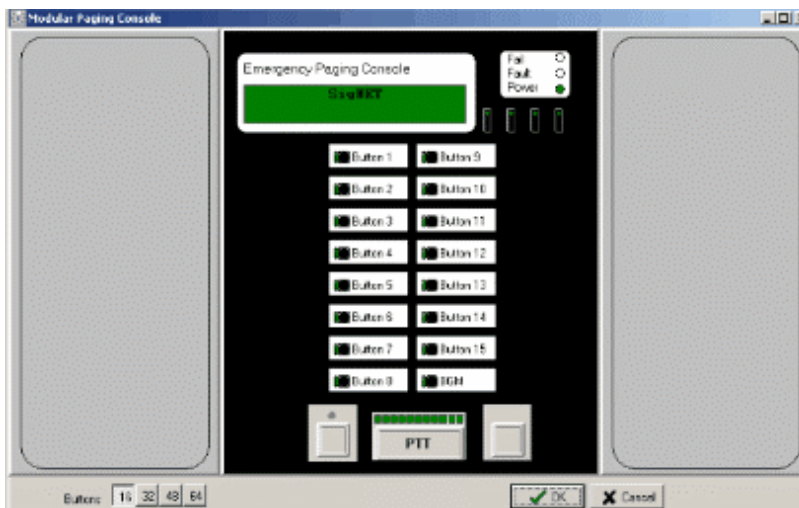 Modular Paging Console
Emergency Paging Console
SigNET
Fail
Fault
Power
Button 1
Button 9
Button 2
Button 10
Button 3
Button 11
Button 4
Button 12
Button 5
Button 13
Button 6
Button 14
Button 7
Button 15
Button 8
BGM
PTT
Buttons 16 32 48 64
OK
Cancel